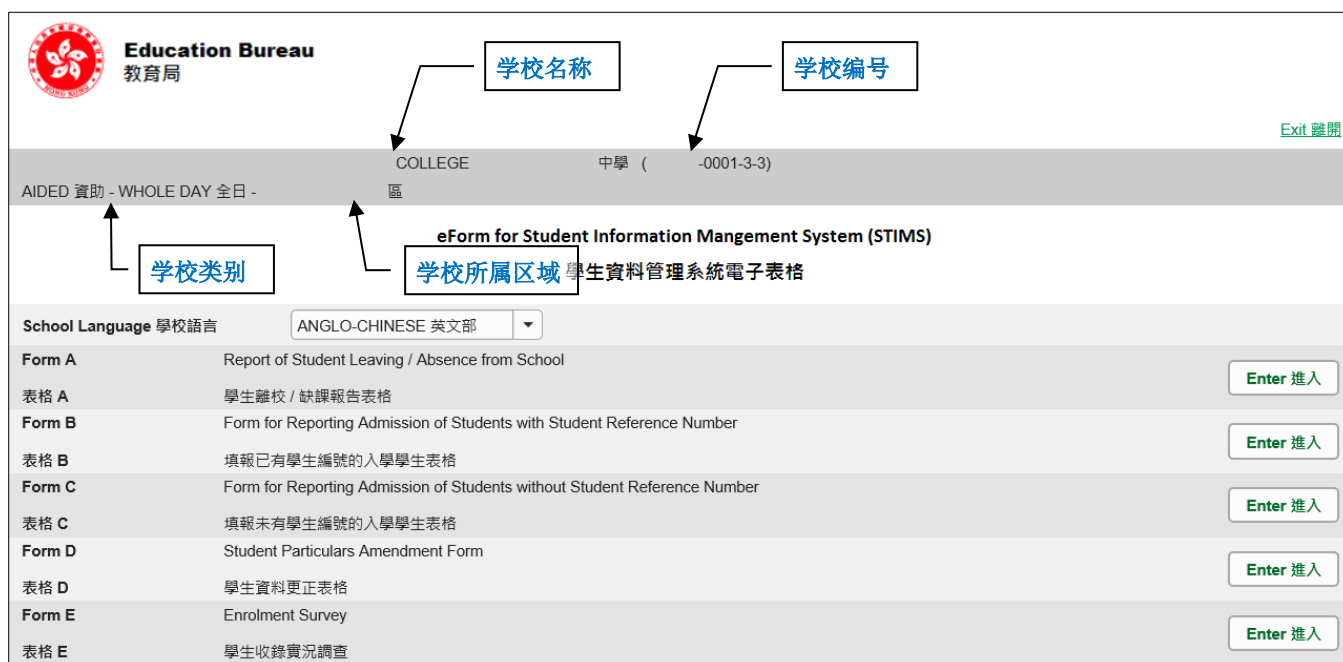 Education Bureau
教育局
学校名称
学校编号
Exit 離開
COLLEGE 中學 ( -0001-3-3)
AIDED 資助 - WHOLE DAY 全日 - 區
eForm for Student Information Mangement System (STIMS)
学校类别
学校所属区域
學生資料管理系統電子表格
School Language 學校語言 ANGLO-CHINESE 英文部
Form A Report of Student Leaving / Absence from School
Enter 進入
表格 A 學生離校 / 缺課報告表格
Form B Form for Reporting Admission of Students with Student Reference Number
Enter 進入
表格 B 填報已有學生編號的入學學生表格
Form C Form for Reporting Admission of Students without Student Reference Number
Enter 進入
表格 C 填報未有學生編號的入學學生表格
Form D Student Particulars Amendment Form
Enter 進入
表格 D 學生資料更正表格
Form E Enrolment Survey
Enter 進入
表格 E 學生收錄實況調查